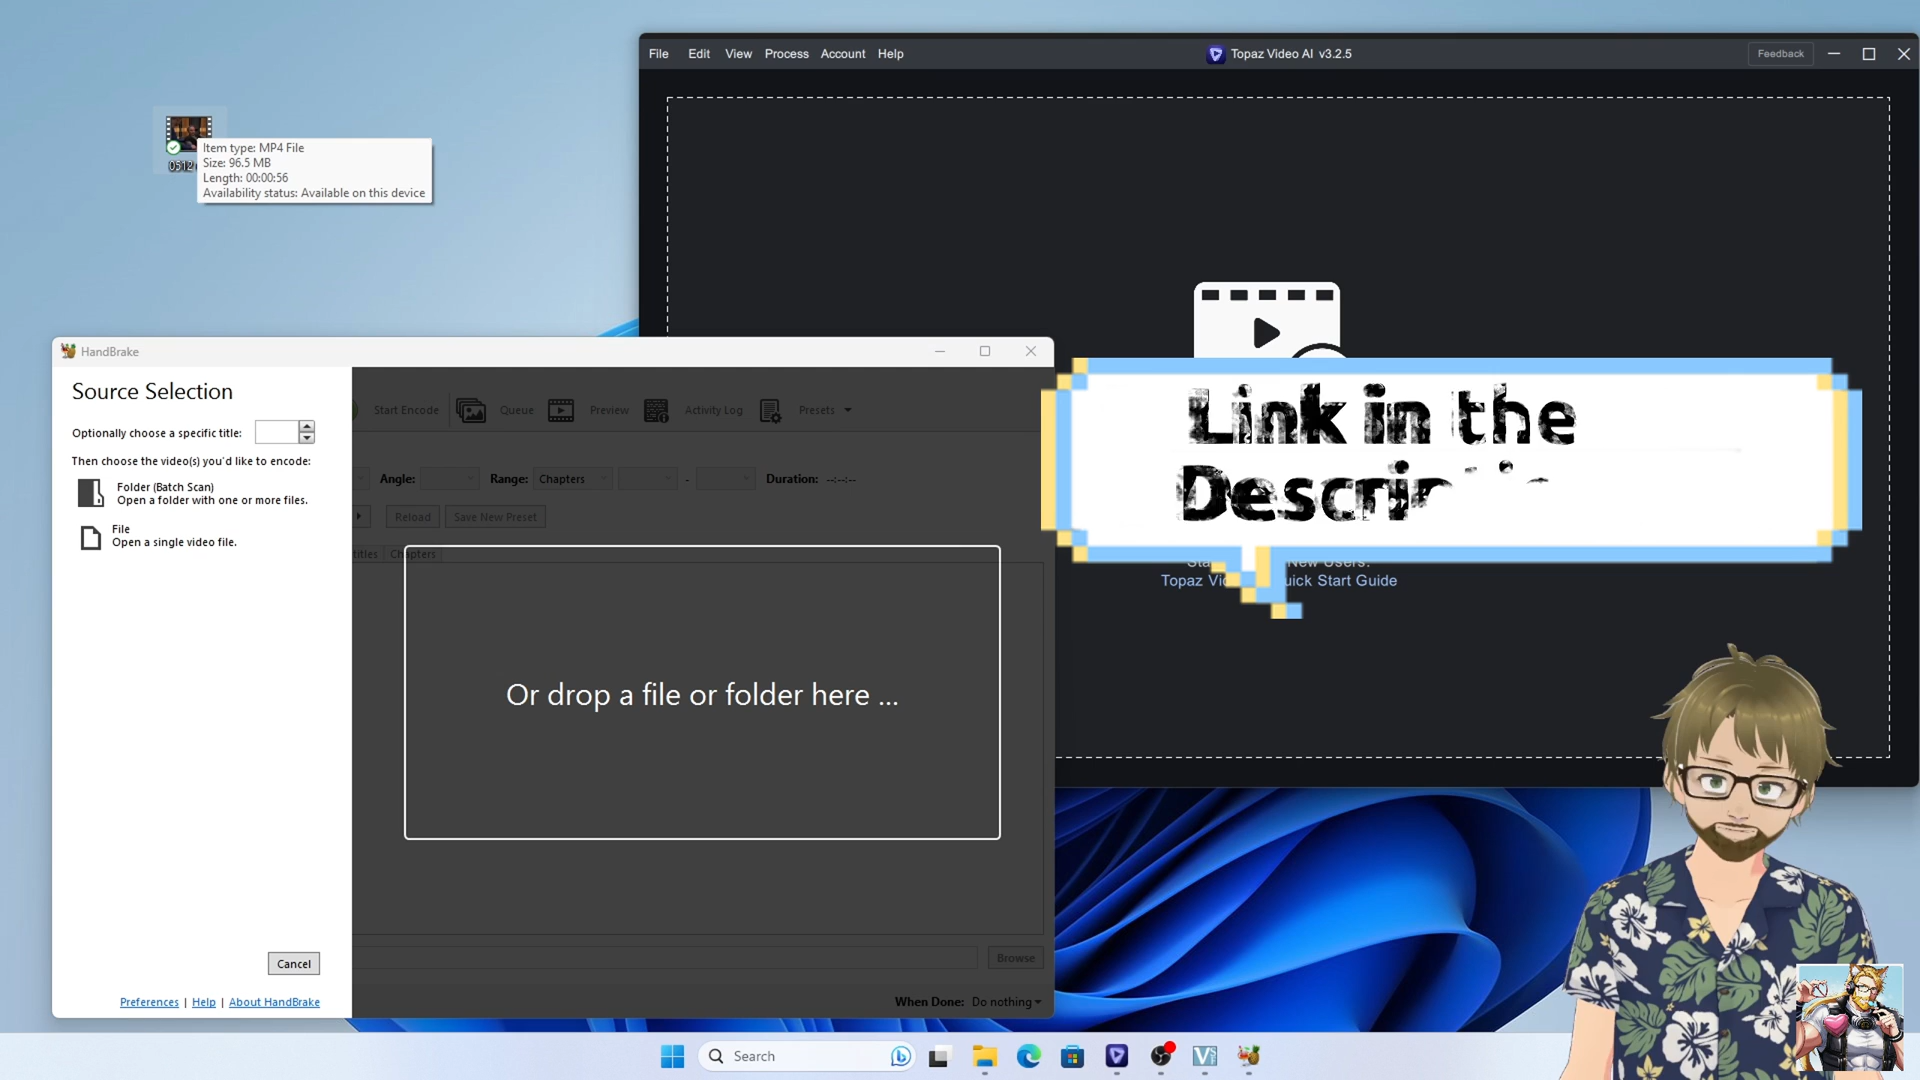 File Edit View Process Account Help
Topaz Video AI v3.2.5
Feedback
0512
Item type: MP4 File
Size: 96.5 MB
Length: 00:00:56
Availability status: Available on this device
HandBrake
Source Selection
Optionally choose a specific title:
Then choose the video(s) you'd like to encode:
Folder (Batch Scan)
Open a folder with one or more files.
File
Open a single video file.
Cancel
Preferences | Help | About HandBrake
Start Encode Queue Preview Activity Log Presets
Angle: Range: Chapters - Duration: --:--:--
Reload Save New Preset
Chapters
Or drop a file or folder here ...
Browse
When Done: Do nothing
Link in the
New Users:
Topaz Quick Start Guide
Search